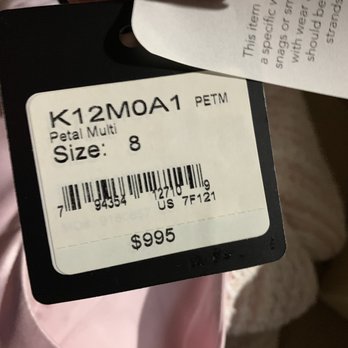 This item
a specific w
snags or sm
with wear
should be
strands
K12M0A1 PETM
Petal Multi
Size: 8
7 94354 12710 9
US 7F121
$995